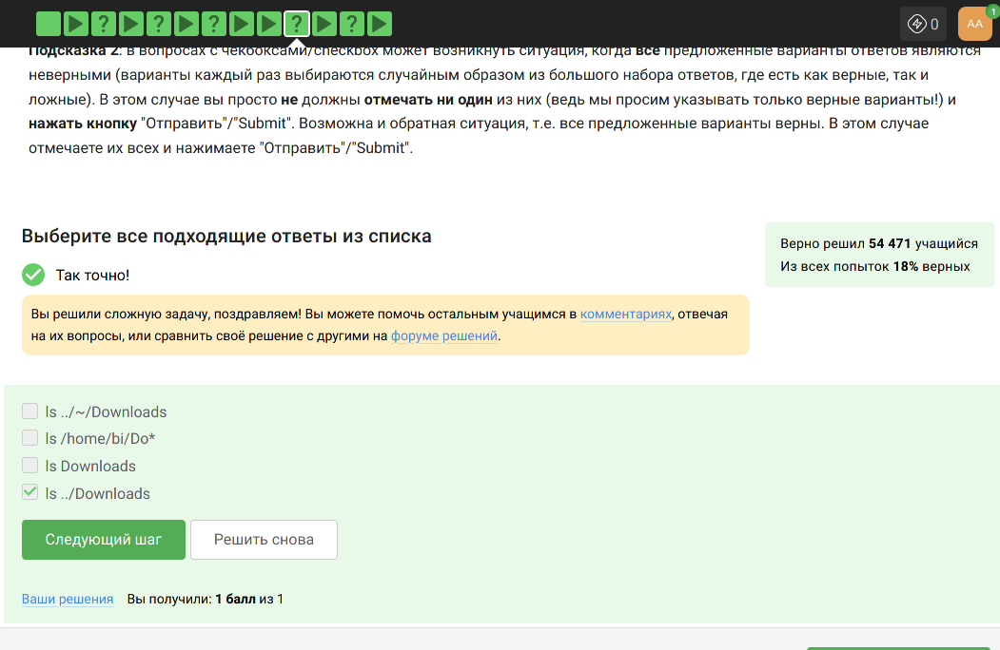 0
AA
1
Подсказка 2: в вопросах с чекбоксами/checkbox может возникнуть ситуация, когда все предложенные варианты ответов являются
неверными (варианты каждый раз выбираются случайным образом из большого набора ответов, где есть как верные, так и
ложные). В этом случае вы просто не должны отмечать ни один из них (ведь мы просим указывать только верные варианты!) и
нажать кнопку "Отправить"/"Submit". Возможна и обратная ситуация, т.е. все предложенные варианты верны. В этом случае
отмечаете их всех и нажимаете "Отправить"/"Submit".
Выберите все подходящие ответы из списка
Верно решил 54 471 учащийся
Из всех попыток 18% верных
Так точно!
Вы решили сложную задачу, поздравляем! Вы можете помочь остальным учащимся в комментариях, отвечая
на их вопросы, или сравнить своё решение с другими на форуме решений.
ls ../~/Downloads
ls /home/bi/Do*
ls Downloads
ls ../Downloads
Следующий шаг
Решить снова
Ваши решения Вы получили: 1 балл из 1